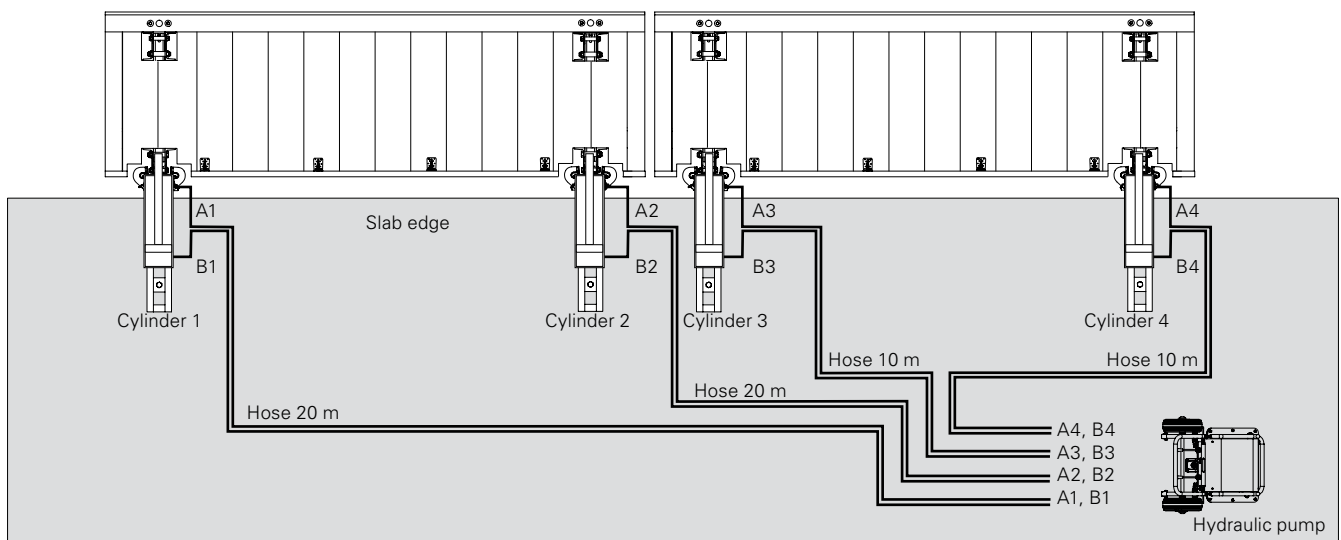 A1
A2
A3
A4
Slab edge
B1
B2
B3
B4
Cylinder 1
Cylinder 2
Cylinder 3
Cylinder 4
Hose 10 m
Hose 10 m
Hose 20 m
Hose 20 m
A4, B4
A3, B3
A2, B2
A1, B1
Hydraulic pump